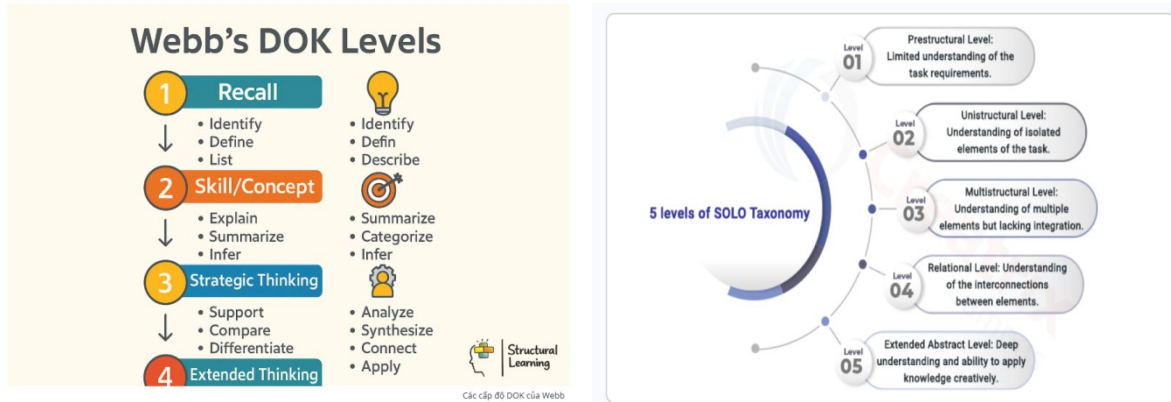 Webb's DOK Levels
1
Recall
• Identify
• Define
• List
• Identify
• Defin
• Describe
2
Skill/Concept
• Explain
• Summarize
• Infer
• Summarize
• Categorize
• Infer
3
Strategic Thinking
• Support
• Compare
• Differentiate
• Analyze
• Synthesize
• Connect
• Apply
4
Extended Thinking
Structural
Learning
Các cấp độ DOK của Webb
5 levels of SOLO Taxonomy
Level
01
Prestructural Level:
Limited understanding of the
task requirements.
Level
02
Unistructural Level:
Understanding of isolated
elements of the task.
Level
03
Multistructural Level:
Understanding of multiple
elements but lacking integration.
Level
04
Relational Level: Understanding
of the interconnections
between elements.
Level
05
Extended Abstract Level: Deep
understanding and ability to apply
knowledge creatively.